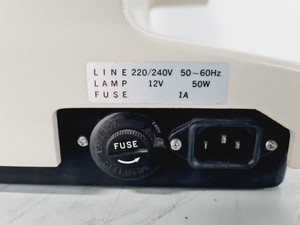 LINE 220/240V 50~60Hz
LAMP 12V 50W
FUSE 1A
FUSE